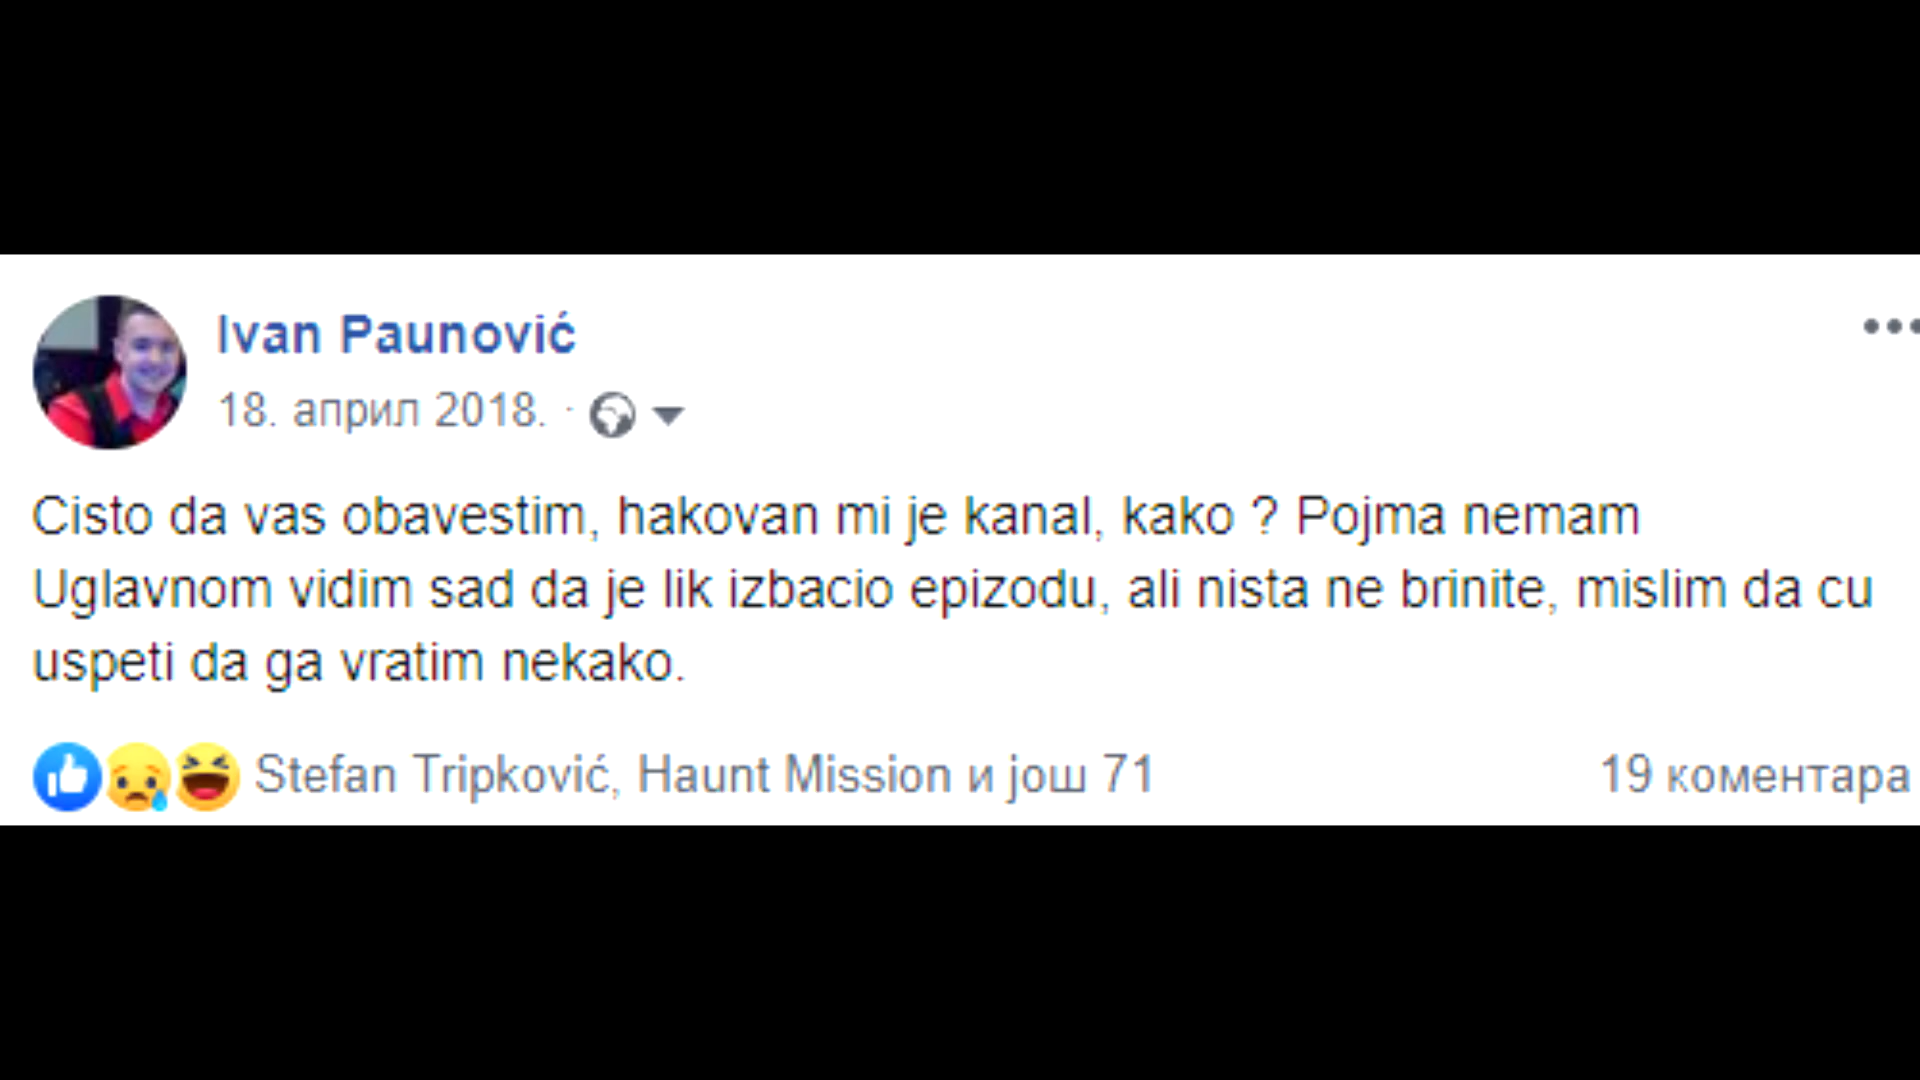 Ivan Paunović
18. април 2018. ·
Cisto da vas obavestim, hakovan mi je kanal, kako ? Pojma nemam
Uglavnom vidim sad da je lik izbacio epizodu, ali nista ne brinite, mislim da cu
uspeti da ga vratim nekako.
Stefan Tripković, Haunt Mission и још 71
19 коментара